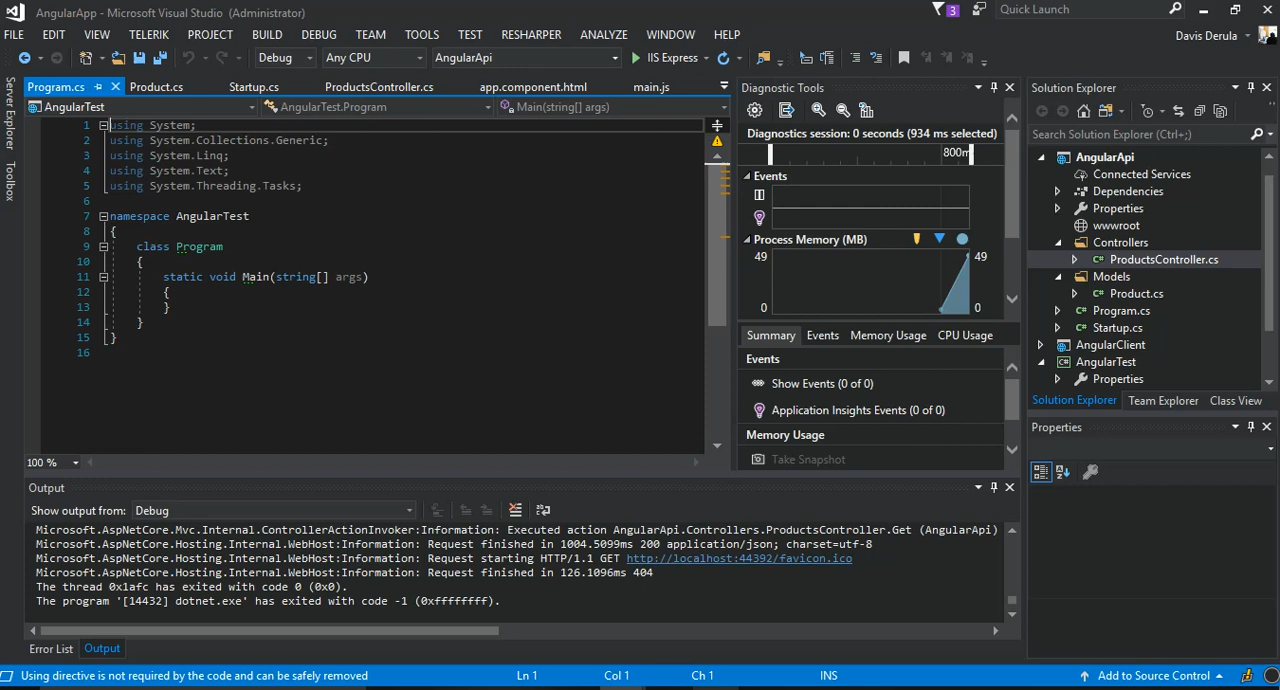 AngularApp - Microsoft Visual Studio (Administrator)
3
Quick Launch
FILE EDIT VIEW TELERIK PROJECT BUILD DEBUG TEAM TOOLS TEST RESHARPER ANALYZE WINDOW HELP
Davis Derula
Debug Any CPU AngularApi IIS Express
Server Explorer
Toolbox
Program.cs Product.cs Startup.cs ProductsController.cs app.component.html main.js
AngularTest AngularTest.Program Main(string[] args)
1 using System;
2 using System.Collections.Generic;
3 using System.Linq;
4 using System.Text;
5 using System.Threading.Tasks;
6
7 namespace AngularTest
8 {
9 class Program
10 {
11 static void Main(string[] args)
12 {
13 }
14 }
15 }
16
100 %
Diagnostic Tools
Diagnostics session: 0 seconds (934 ms selected)
800m
Events
Process Memory (MB)
49 49
0 0
Summary Events Memory Usage CPU Usage
Events
Show Events (0 of 0)
Application Insights Events (0 of 0)
Memory Usage
Take Snapshot
Solution Explorer
Search Solution Explorer (Ctrl+;)
AngularApi
Connected Services
Dependencies
Properties
wwwroot
Controllers
C# ProductsController.cs
Models
C# Product.cs
C# Program.cs
C# Startup.cs
AngularClient
C# AngularTest
Properties
Solution Explorer Team Explorer Class View
Properties
Output
Show output from: Debug
Microsoft.AspNetCore.Mvc.Internal.ControllerActionInvoker:Information: Executed action AngularApi.Controllers.ProductsController.Get (AngularApi)
Microsoft.AspNetCore.Hosting.Internal.WebHost:Information: Request finished in 1004.5099ms 200 application/json; charset=utf-8
Microsoft.AspNetCore.Hosting.Internal.WebHost:Information: Request starting HTTP/1.1 GET http://localhost:44392/favicon.ico
Microsoft.AspNetCore.Hosting.Internal.WebHost:Information: Request finished in 126.1096ms 404
The thread 0x1afc has exited with code 0 (0x0).
The program '[14432] dotnet.exe' has exited with code -1 (0xffffffff).
Error List Output
Using directive is not required by the code and can be safely removed Ln 1 Col 1 Ch 1 INS Add to Source Control